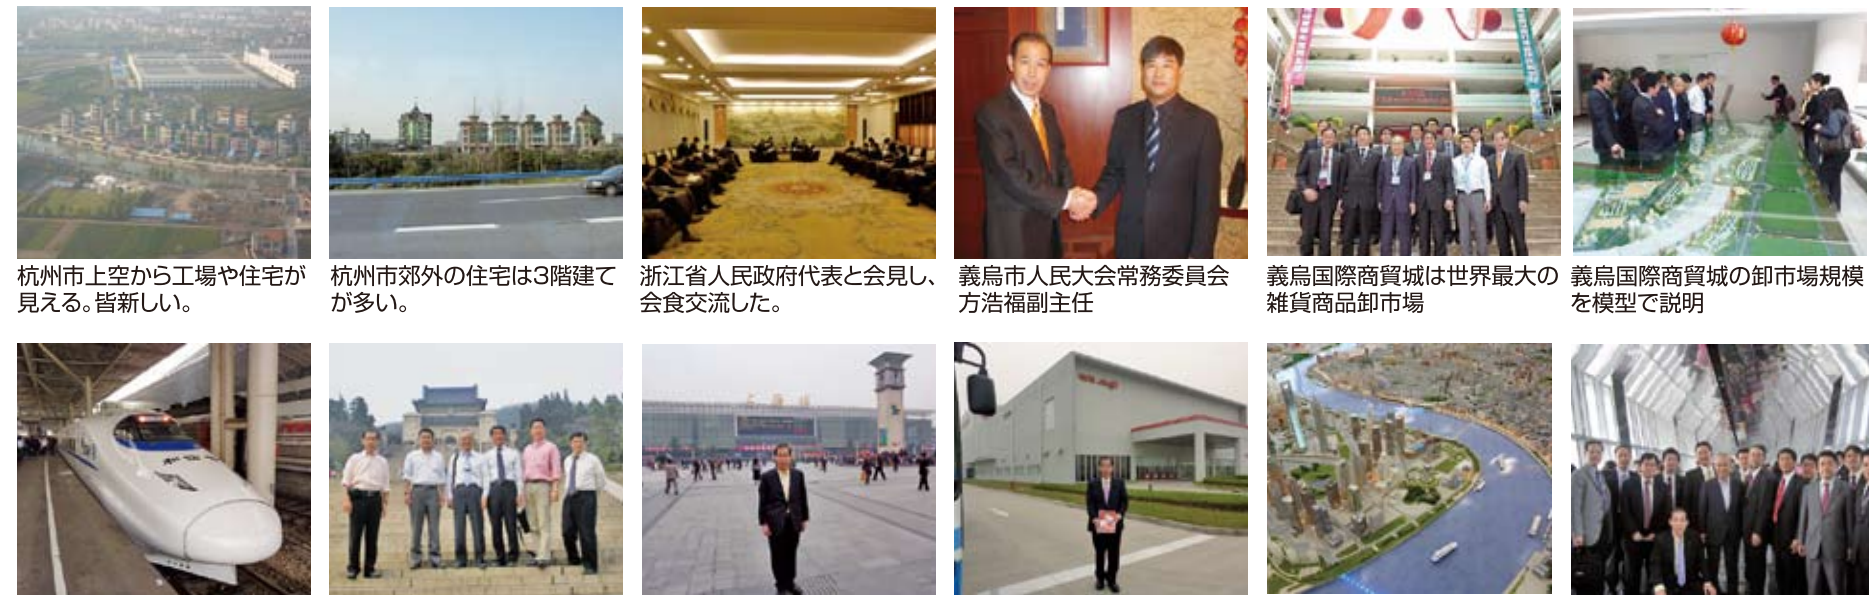 杭州市上空から工場や住宅が
見える。皆新しい。
杭州市郊外の住宅は3階建て
が多い。
浙江省人民政府代表と会見し、
会食交流した。
義烏市人民大会常務委員会
方浩福副主任
義烏国際商貿城は世界最大の
雑貨商品卸市場
義烏国際商貿城の卸市場規模
を模型で説明
上海站